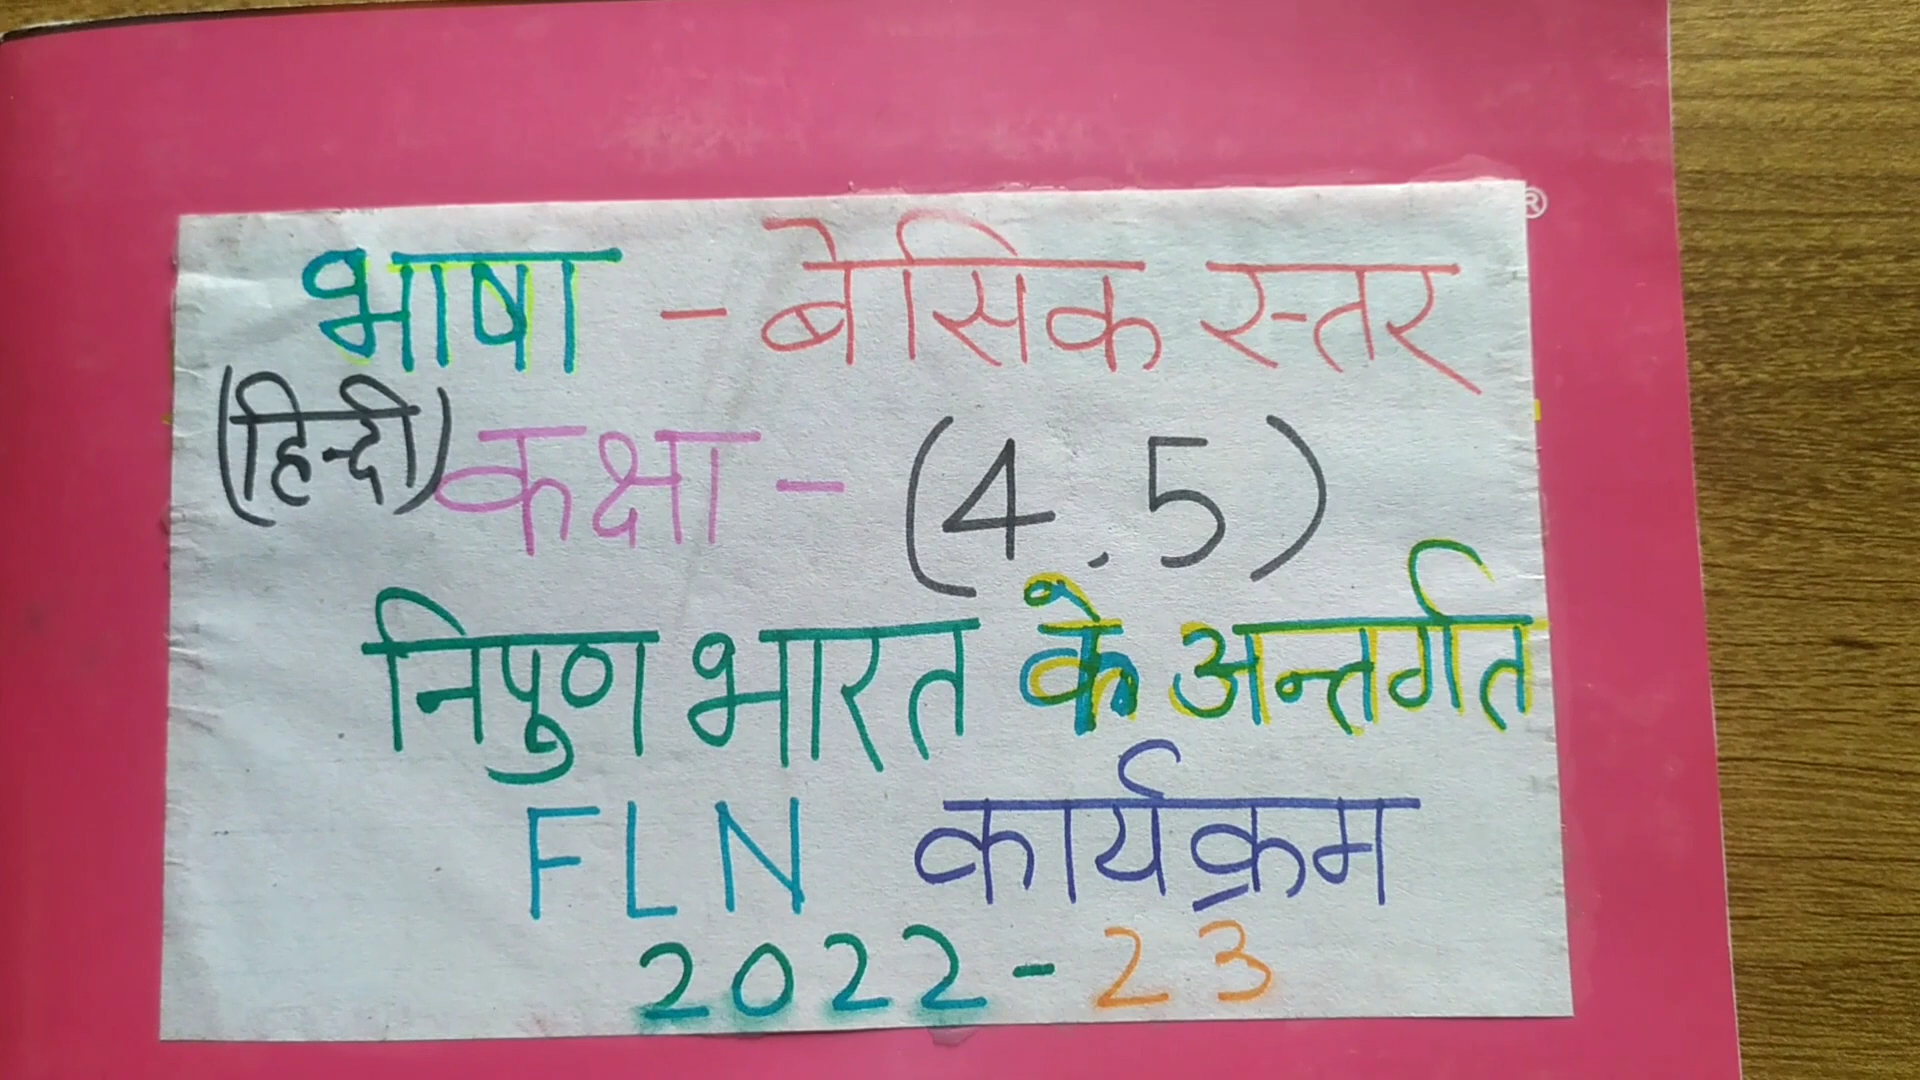 भाषा - बेसिक स्तर
(हिन्दी) कक्षा - (4, 5)
निपुण भारत के अन्तर्गत
FLN कार्यक्रम
2022-23
®